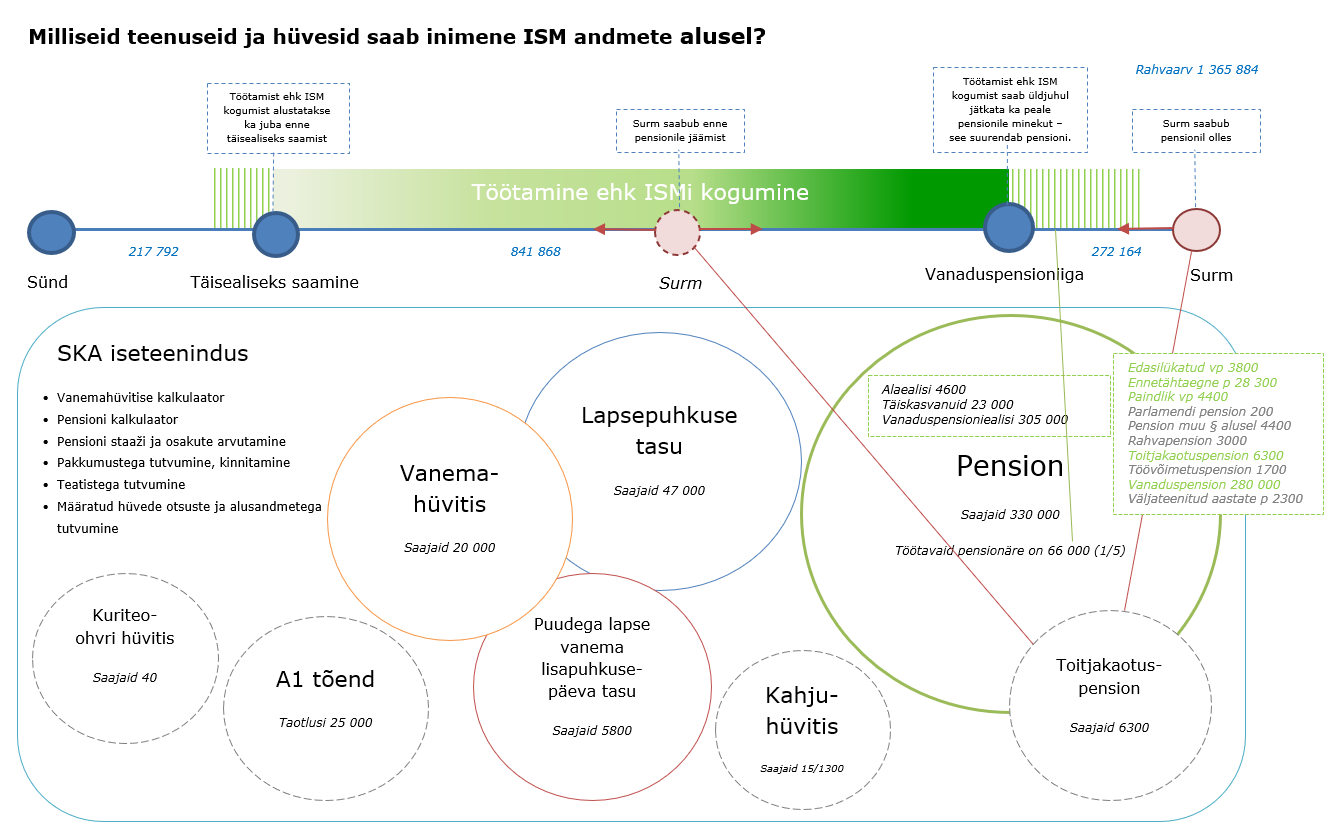 Milliseid teenuseid ja hüvesid saab inimene ISM andmete alusel?
Rahvaarv 1 365 884
Töötamist ehk ISM
kogumist alustatakse
ka juba enne
täisealiseks saamist
Surm saabub enne
pensionile jäämist
Töötamist ehk ISM
kogumist saab üldjuhul
jätkata ka peale
pensionile minekut –
see suurendab pensioni.
Surm saabub
pensionil olles
Töötamine ehk ISMi kogumine
217 792
841 868
272 164
Sünd
Täisealiseks saamine
Surm
Vanaduspensioniiga
Surm
SKA iseteenindus
• Vanemahüvitise kalkulaator
• Pensioni kalkulaator
• Pensioni staaži ja osakute arvutamine
• Pakkumustega tutvumine, kinnitamine
• Teatistega tutvumine
• Määratud hüvede otsuste ja alusandmetega
tutvumine
Vanema-
hüvitis
Saajaid 20 000
Lapsepuhkuse
tasu
Saajaid 47 000
Alaealisi 4600
Täiskasvanuid 23 000
Vanaduspensioniealisi 305 000
Pension
Saajaid 330 000
Töötavaid pensionäre on 66 000 (1/5)
Edasilükatud vp 3800
Ennetähtaegne p 28 300
Paindlik vp 4400
Parlamendi pension 200
Pension muu § alusel 4400
Rahvapension 3000
Toitjakaotuspension 6300
Töövõimetuspension 1700
Vanaduspension 280 000
Väljateenitud aastate p 2300
Kuriteo-
ohvri hüvitis
Saajaid 40
A1 tõend
Taotlusi 25 000
Puudega lapse
vanema
lisapuhkuse-
päeva tasu
Saajaid 5800
Kahju-
hüvitis
Saajaid 15/1300
Toitjakaotus-
pension
Saajaid 6300